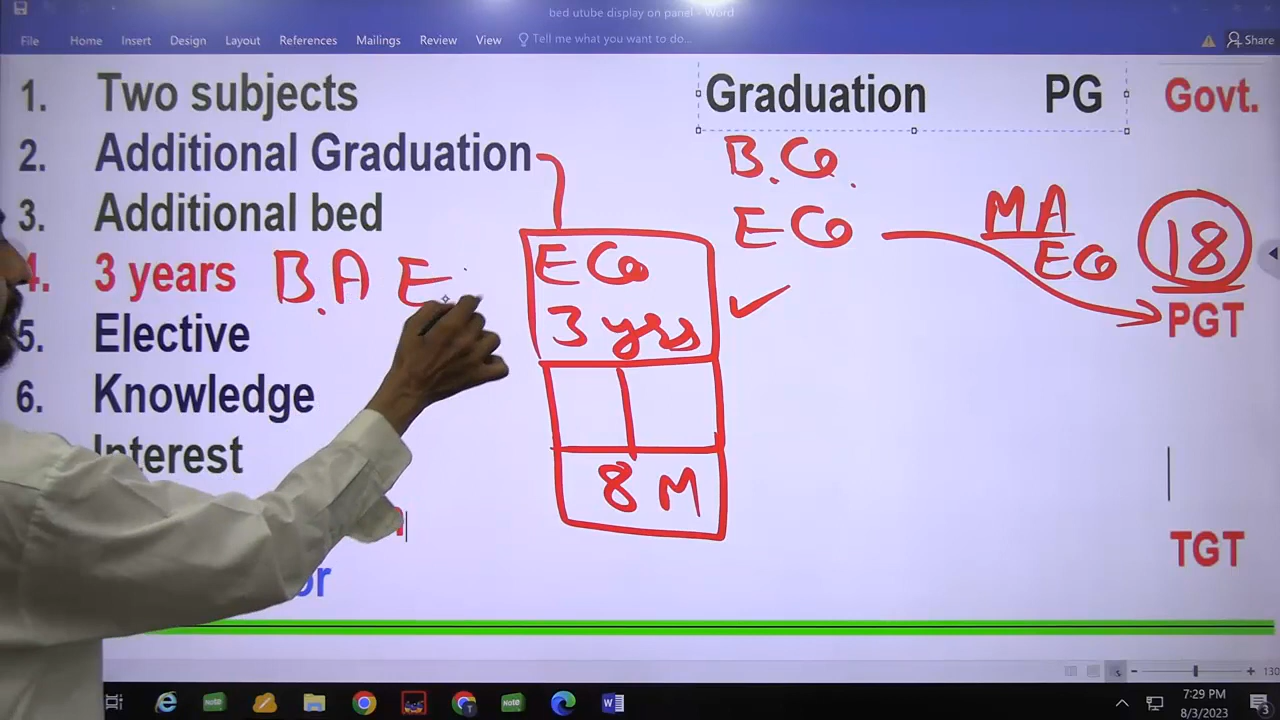 bed utube display on panel - Word
File Home Insert Design Layout References Mailings Review View Tell me what you want to do... Share
1. Two subjects
2. Additional Graduation
3. Additional bed
4. 3 years B.A E
5. Elective
6. Knowledge
Interest
or
Graduation PG Govt.
B.Co.
ECo MA ECo 18
PGT
ECo
3 yrs
8 M
TGT
130
7:29 PM
8/3/2023